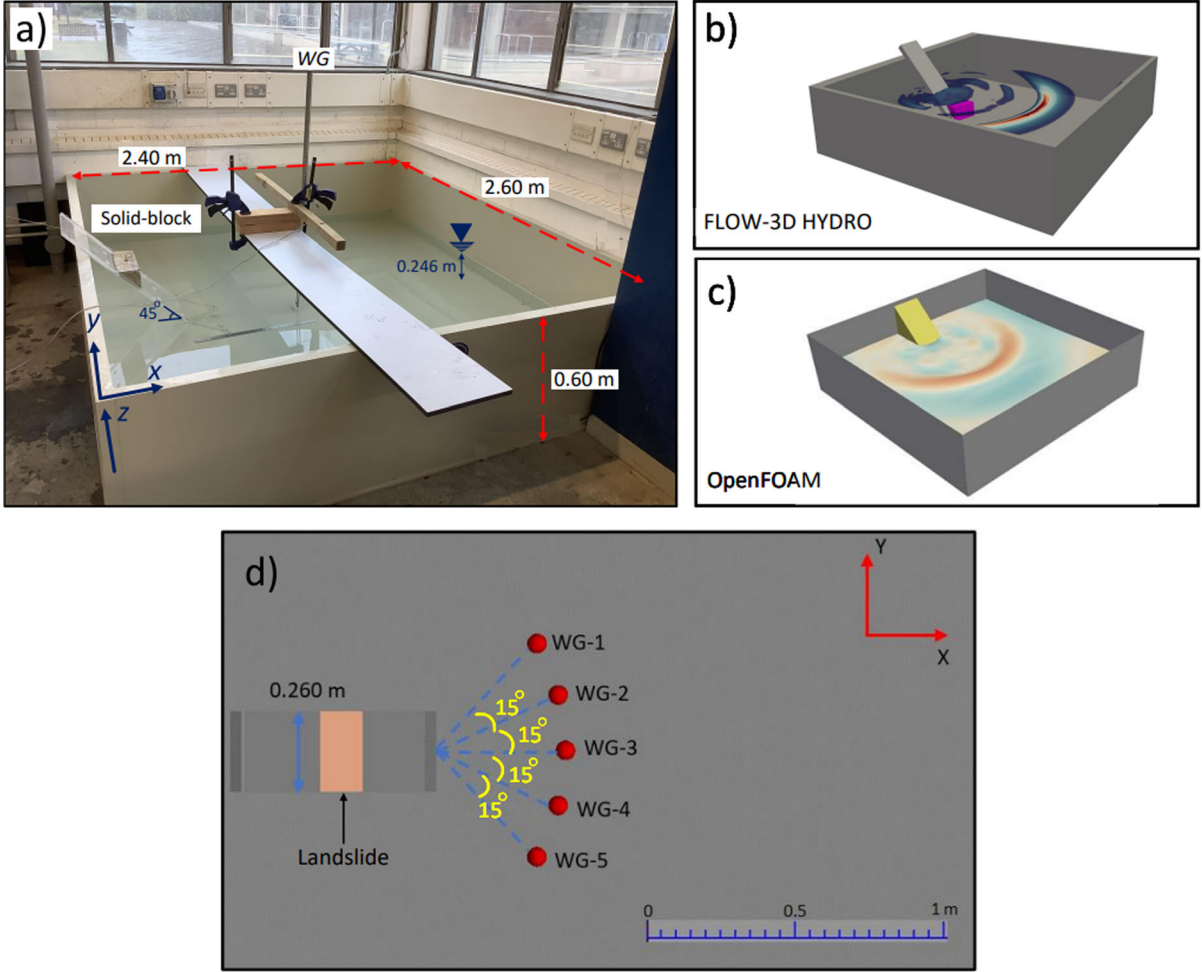 a)
WG
2.40 m
2.60 m
Solid-block
0.246 m
45°
y
x
z
0.60 m
b)
FLOW-3D HYDRO
c)
OpenFOAM
d)
Y
X
WG-1
0.260 m
WG-2
15°
15°
WG-3
15°
15°
WG-4
Landslide
WG-5
0 0.5 1 m